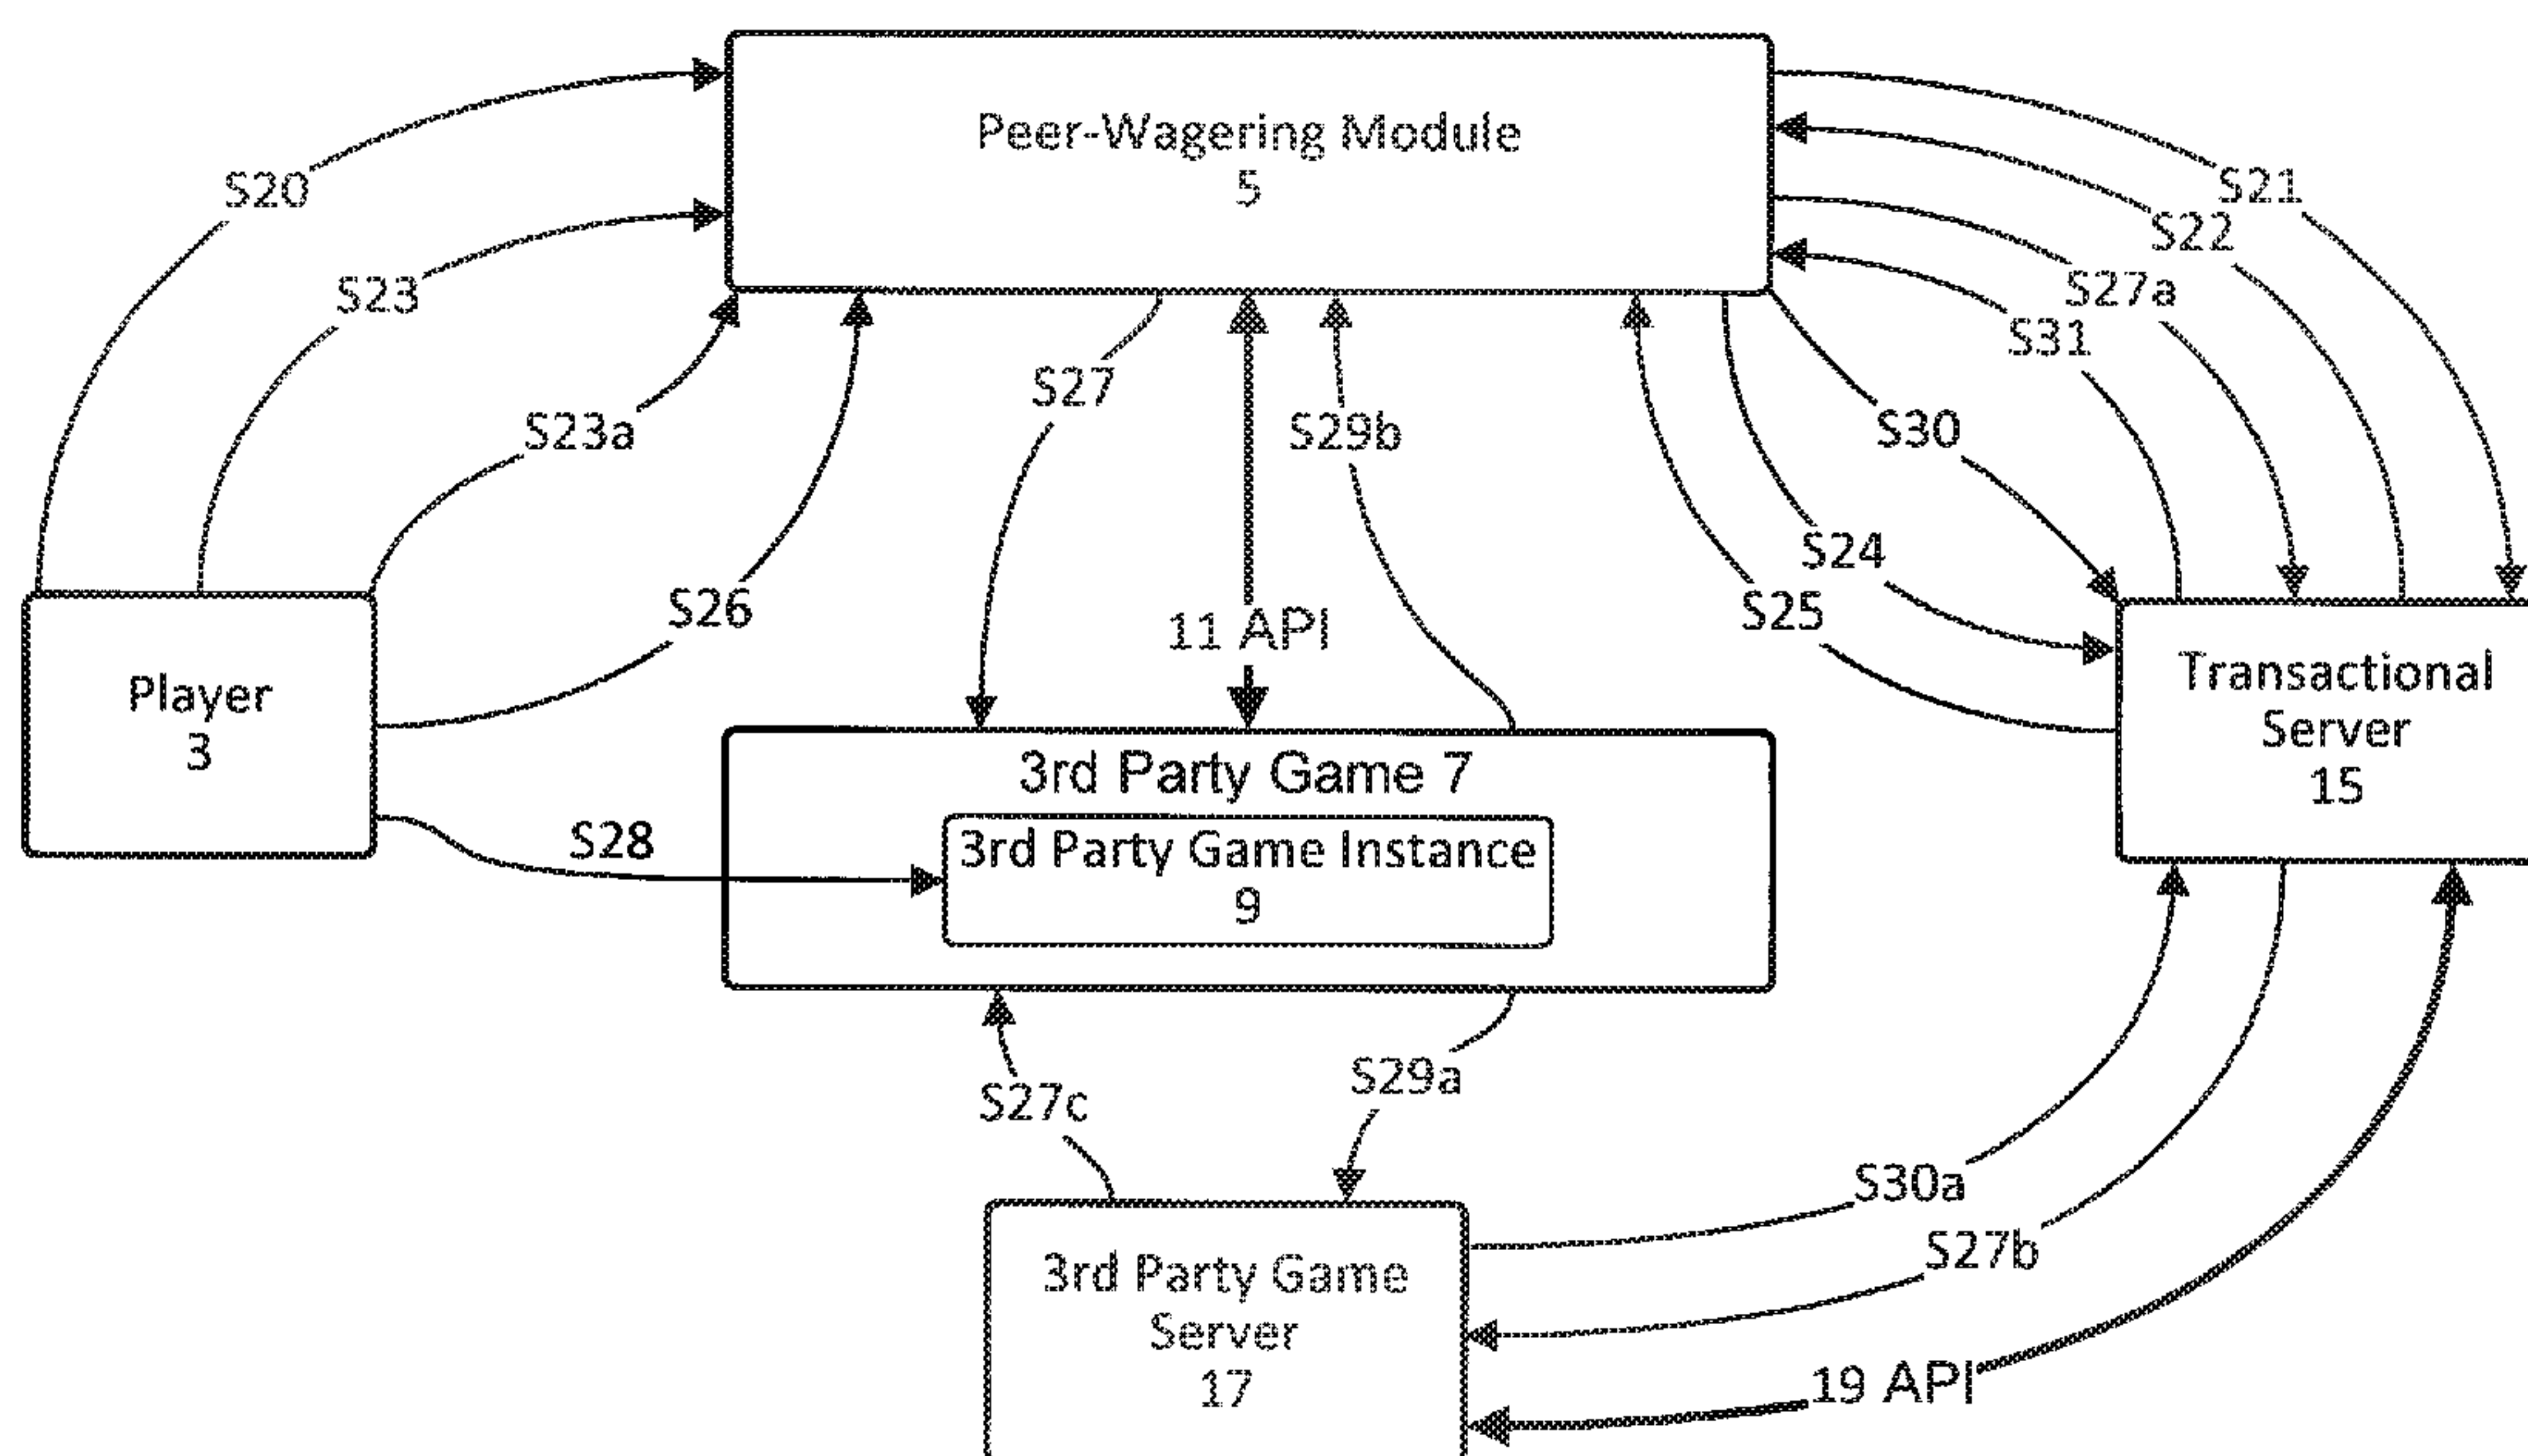 Peer-Wagering Module
5
S20
S21
S22
S23
S27a
S31
S27
S23a
S29b
S30
S24
S26
S25
11 API
Player
3
Transactional
Server
15
3rd Party Game 7
S28
3rd Party Game Instance
9
S27c
S29a
S30a
S27b
3rd Party Game
Server
17
19 API